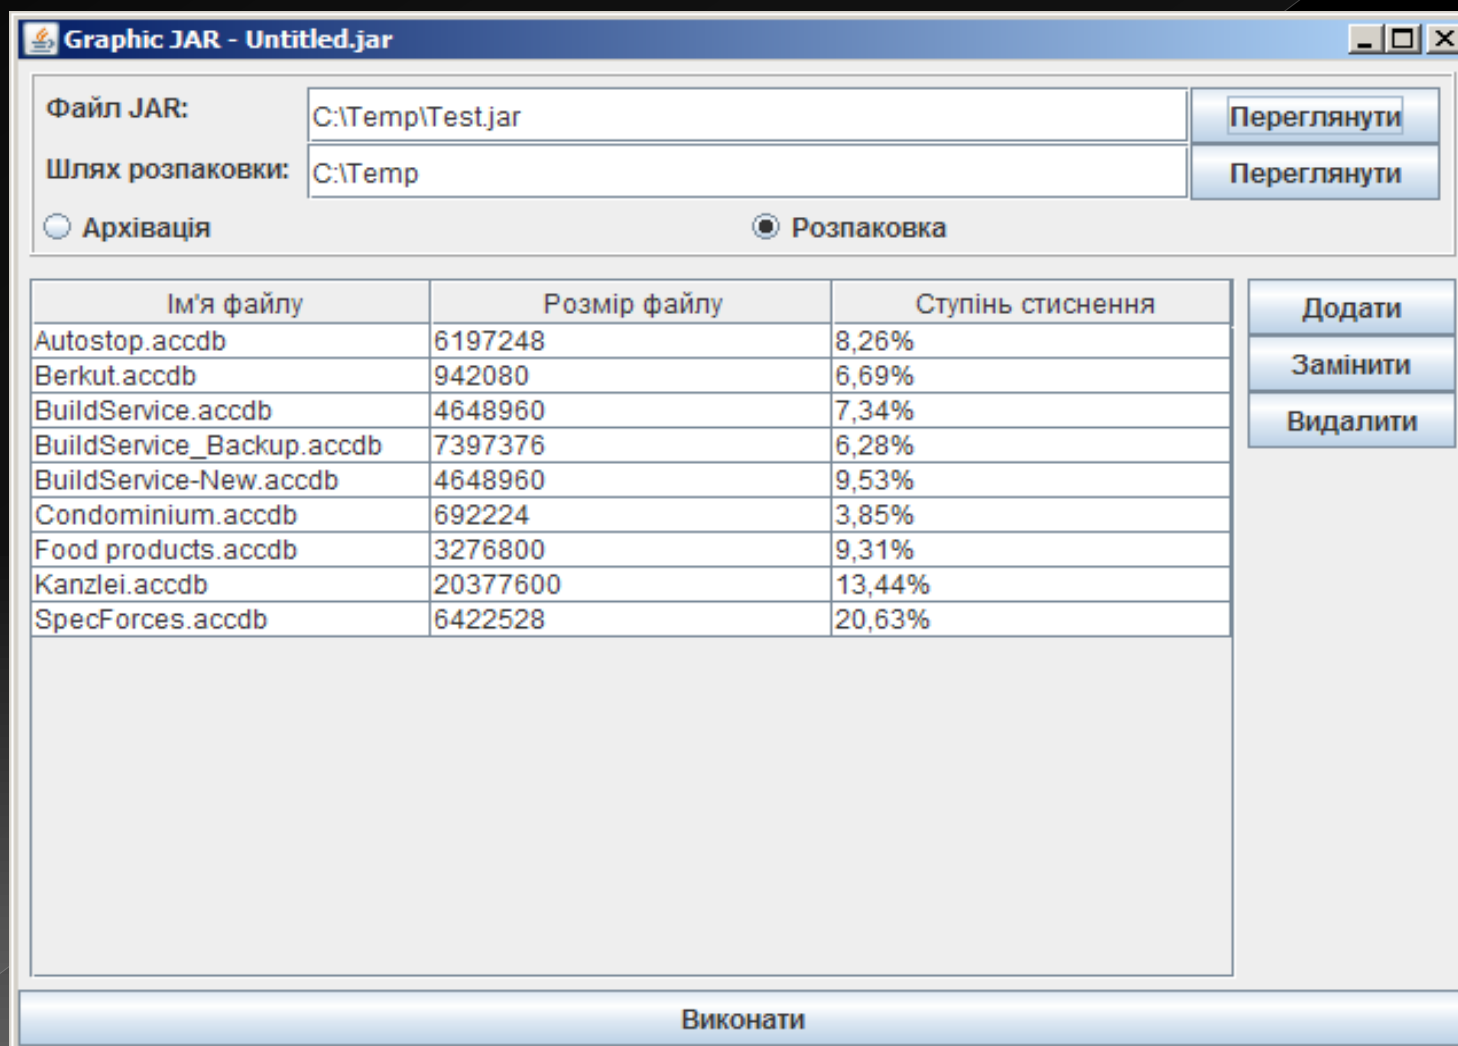 Graphic JAR - Untitled.jar
Файл JAR: C:\Temp\Test.jar Переглянути
Шлях розпаковки: C:\Temp Переглянути
Архівація Розпаковка
Ім'я файлу Розмір файлу Ступінь стиснення
Autostop.accdb 6197248 8,26%
Berkut.accdb 942080 6,69%
BuildService.accdb 4648960 7,34%
BuildService_Backup.accdb 7397376 6,28%
BuildService-New.accdb 4648960 9,53%
Condominium.accdb 692224 3,85%
Food products.accdb 3276800 9,31%
Kanzlei.accdb 20377600 13,44%
SpecForces.accdb 6422528 20,63%
Додати
Замінити
Видалити
Виконати